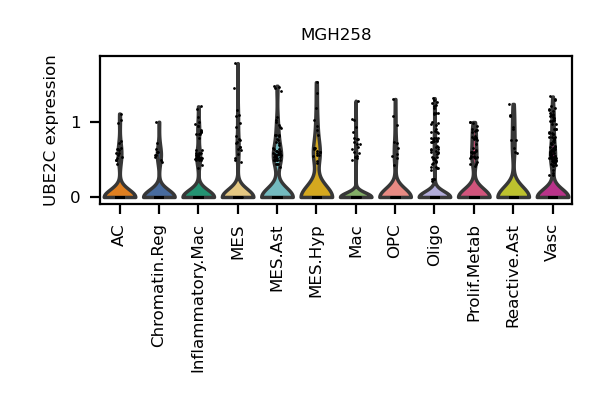 MGH258
UBE2C expression
1
0
AC
Chromatin.Reg
Inflammatory.Mac
MES
MES.Ast
MES.Hyp
Mac
OPC
Oligo
Prolif.Metab
Reactive.Ast
Vasc